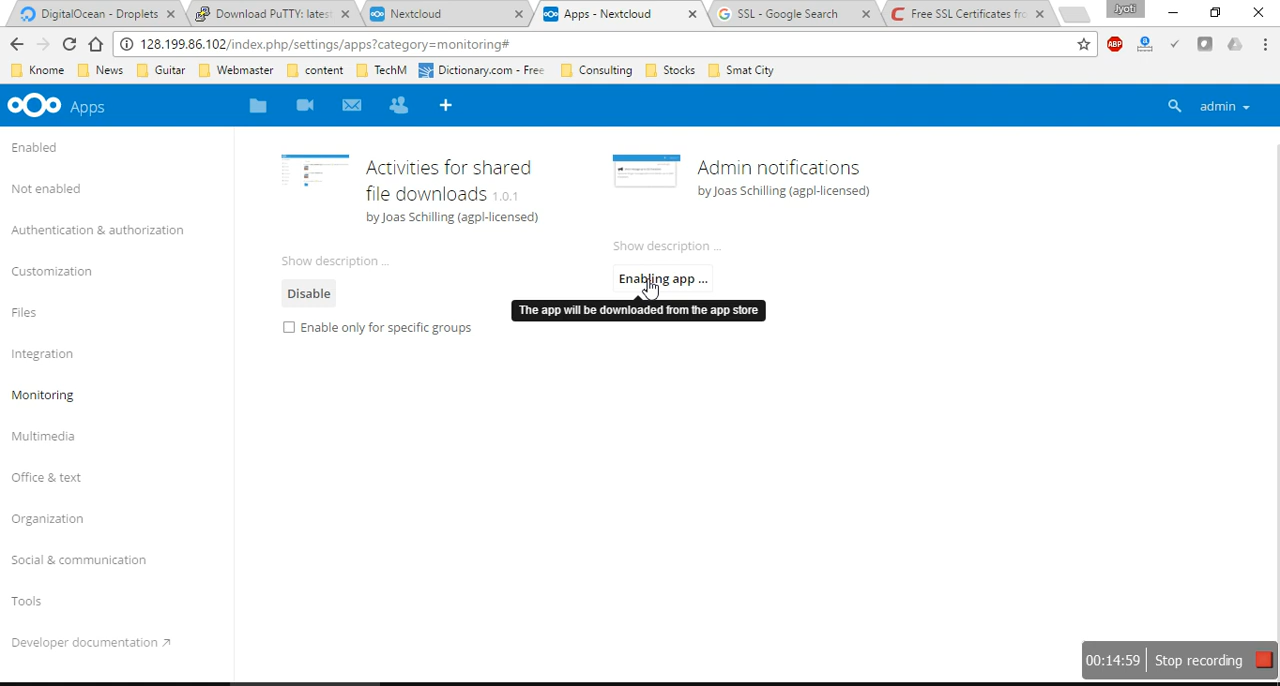 DigitalOcean - Droplets
Download PuTTY: latest
Nextcloud
Apps - Nextcloud
SSL - Google Search
Free SSL Certificates fro
Jyoti
128.199.86.102/index.php/settings/apps?category=monitoring#
ABP
Knome
News
Guitar
Webmaster
content
TechM
Dictionary.com - Free
Consulting
Stocks
Smat City
Apps
admin
Enabled
Not enabled
Authentication & authorization
Customization
Files
Integration
Monitoring
Multimedia
Office & text
Organization
Social & communication
Tools
Developer documentation ↗
Activities for shared
file downloads 1.0.1
by Joas Schilling (agpl-licensed)
Show description ...
Disable
Enable only for specific groups
Admin notifications
by Joas Schilling (agpl-licensed)
Show description ...
Enabling app ...
The app will be downloaded from the app store
00:14:59
Stop recording